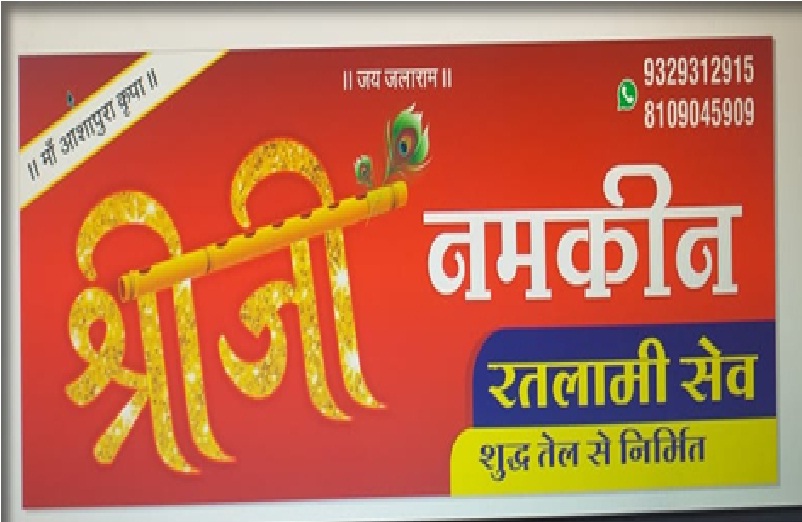 ॥ माँ आशापुरा कृपा ॥
॥ जय जलाराम ॥
9329312915
8109045909
श्रीजी
नमकीन
रतलामी सेव
शुद्ध तेल से निर्मित